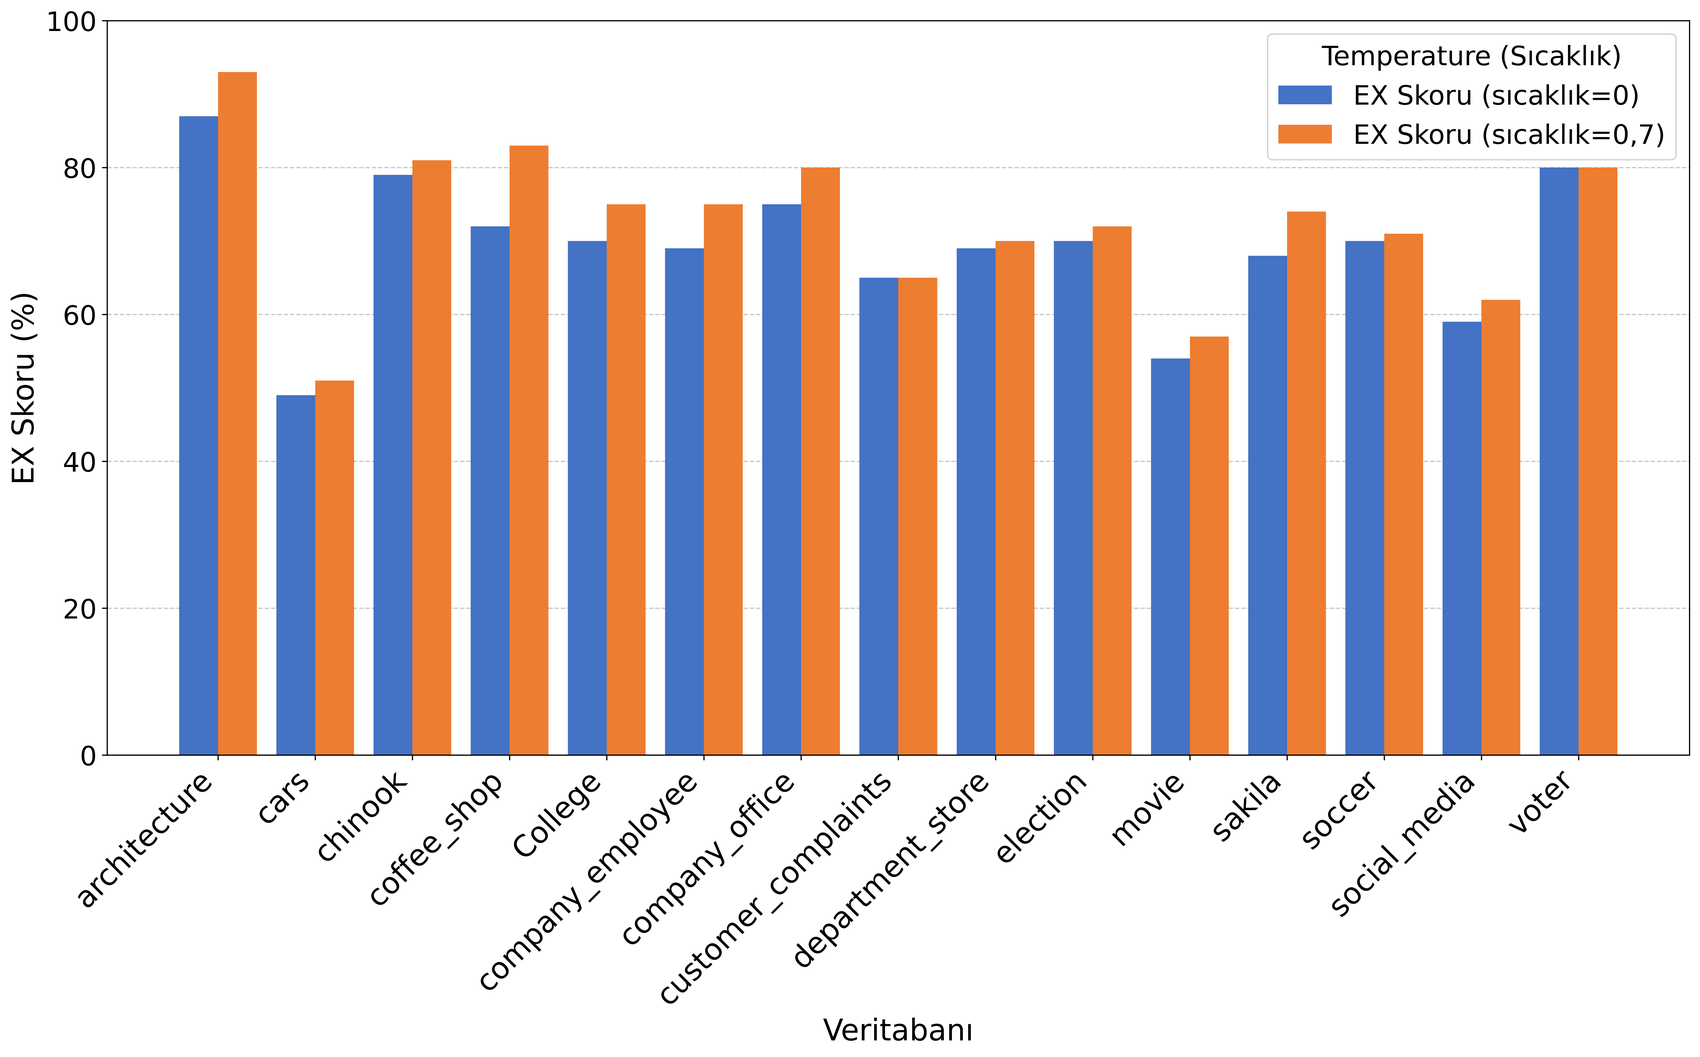 Temperature (Sıcaklık)
EX Skoru (sıcaklık=0)
EX Skoru (sıcaklık=0,7)
EX Skoru (%)
100
80
60
40
20
0
architecture
cars
chinook
coffee_shop
College
company_employee
company_office
customer_complaints
department_store
election
movie
sakila
soccer
social_media
voter
Veritabanı